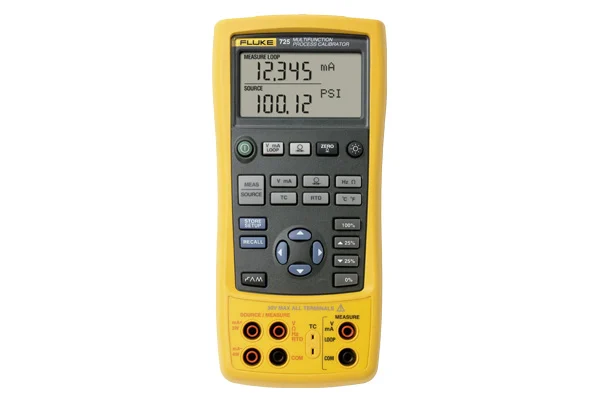 FLUKE 725 MULTIFUNCTION PROCESS CALIBRATOR
MEASURE LOOP
12.345 mA
SOURCE
100.12 PSI
V mA LOOP
ZERO
MEAS SOURCE
V mA
Hz Ω
TC
RTD
°C °F
STORE SETUP
100%
RECALL
▲ 25%
▼ 25%
0%
30V MAX ALL TERMINALS
SOURCE / MEASURE
MEASURE
V
Ω
Hz
RTD
TC
V
mA
LOOP
COM
COM